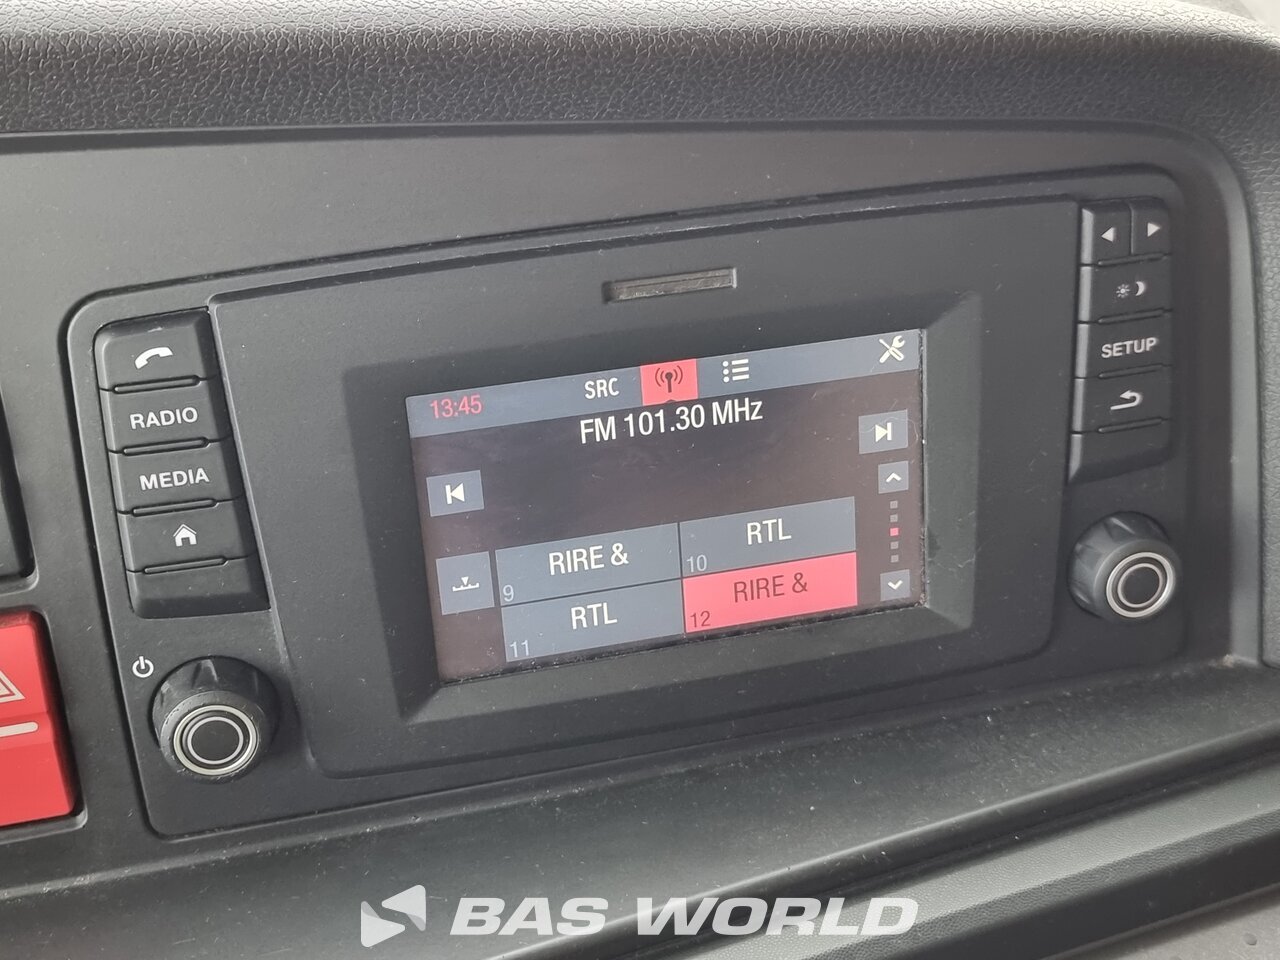 RADIO
MEDIA
SETUP
13:45
SRC
FM 101.30 MHz
RIRE &
9
RTL
10
RTL
11
RIRE &
12
BAS WORLD